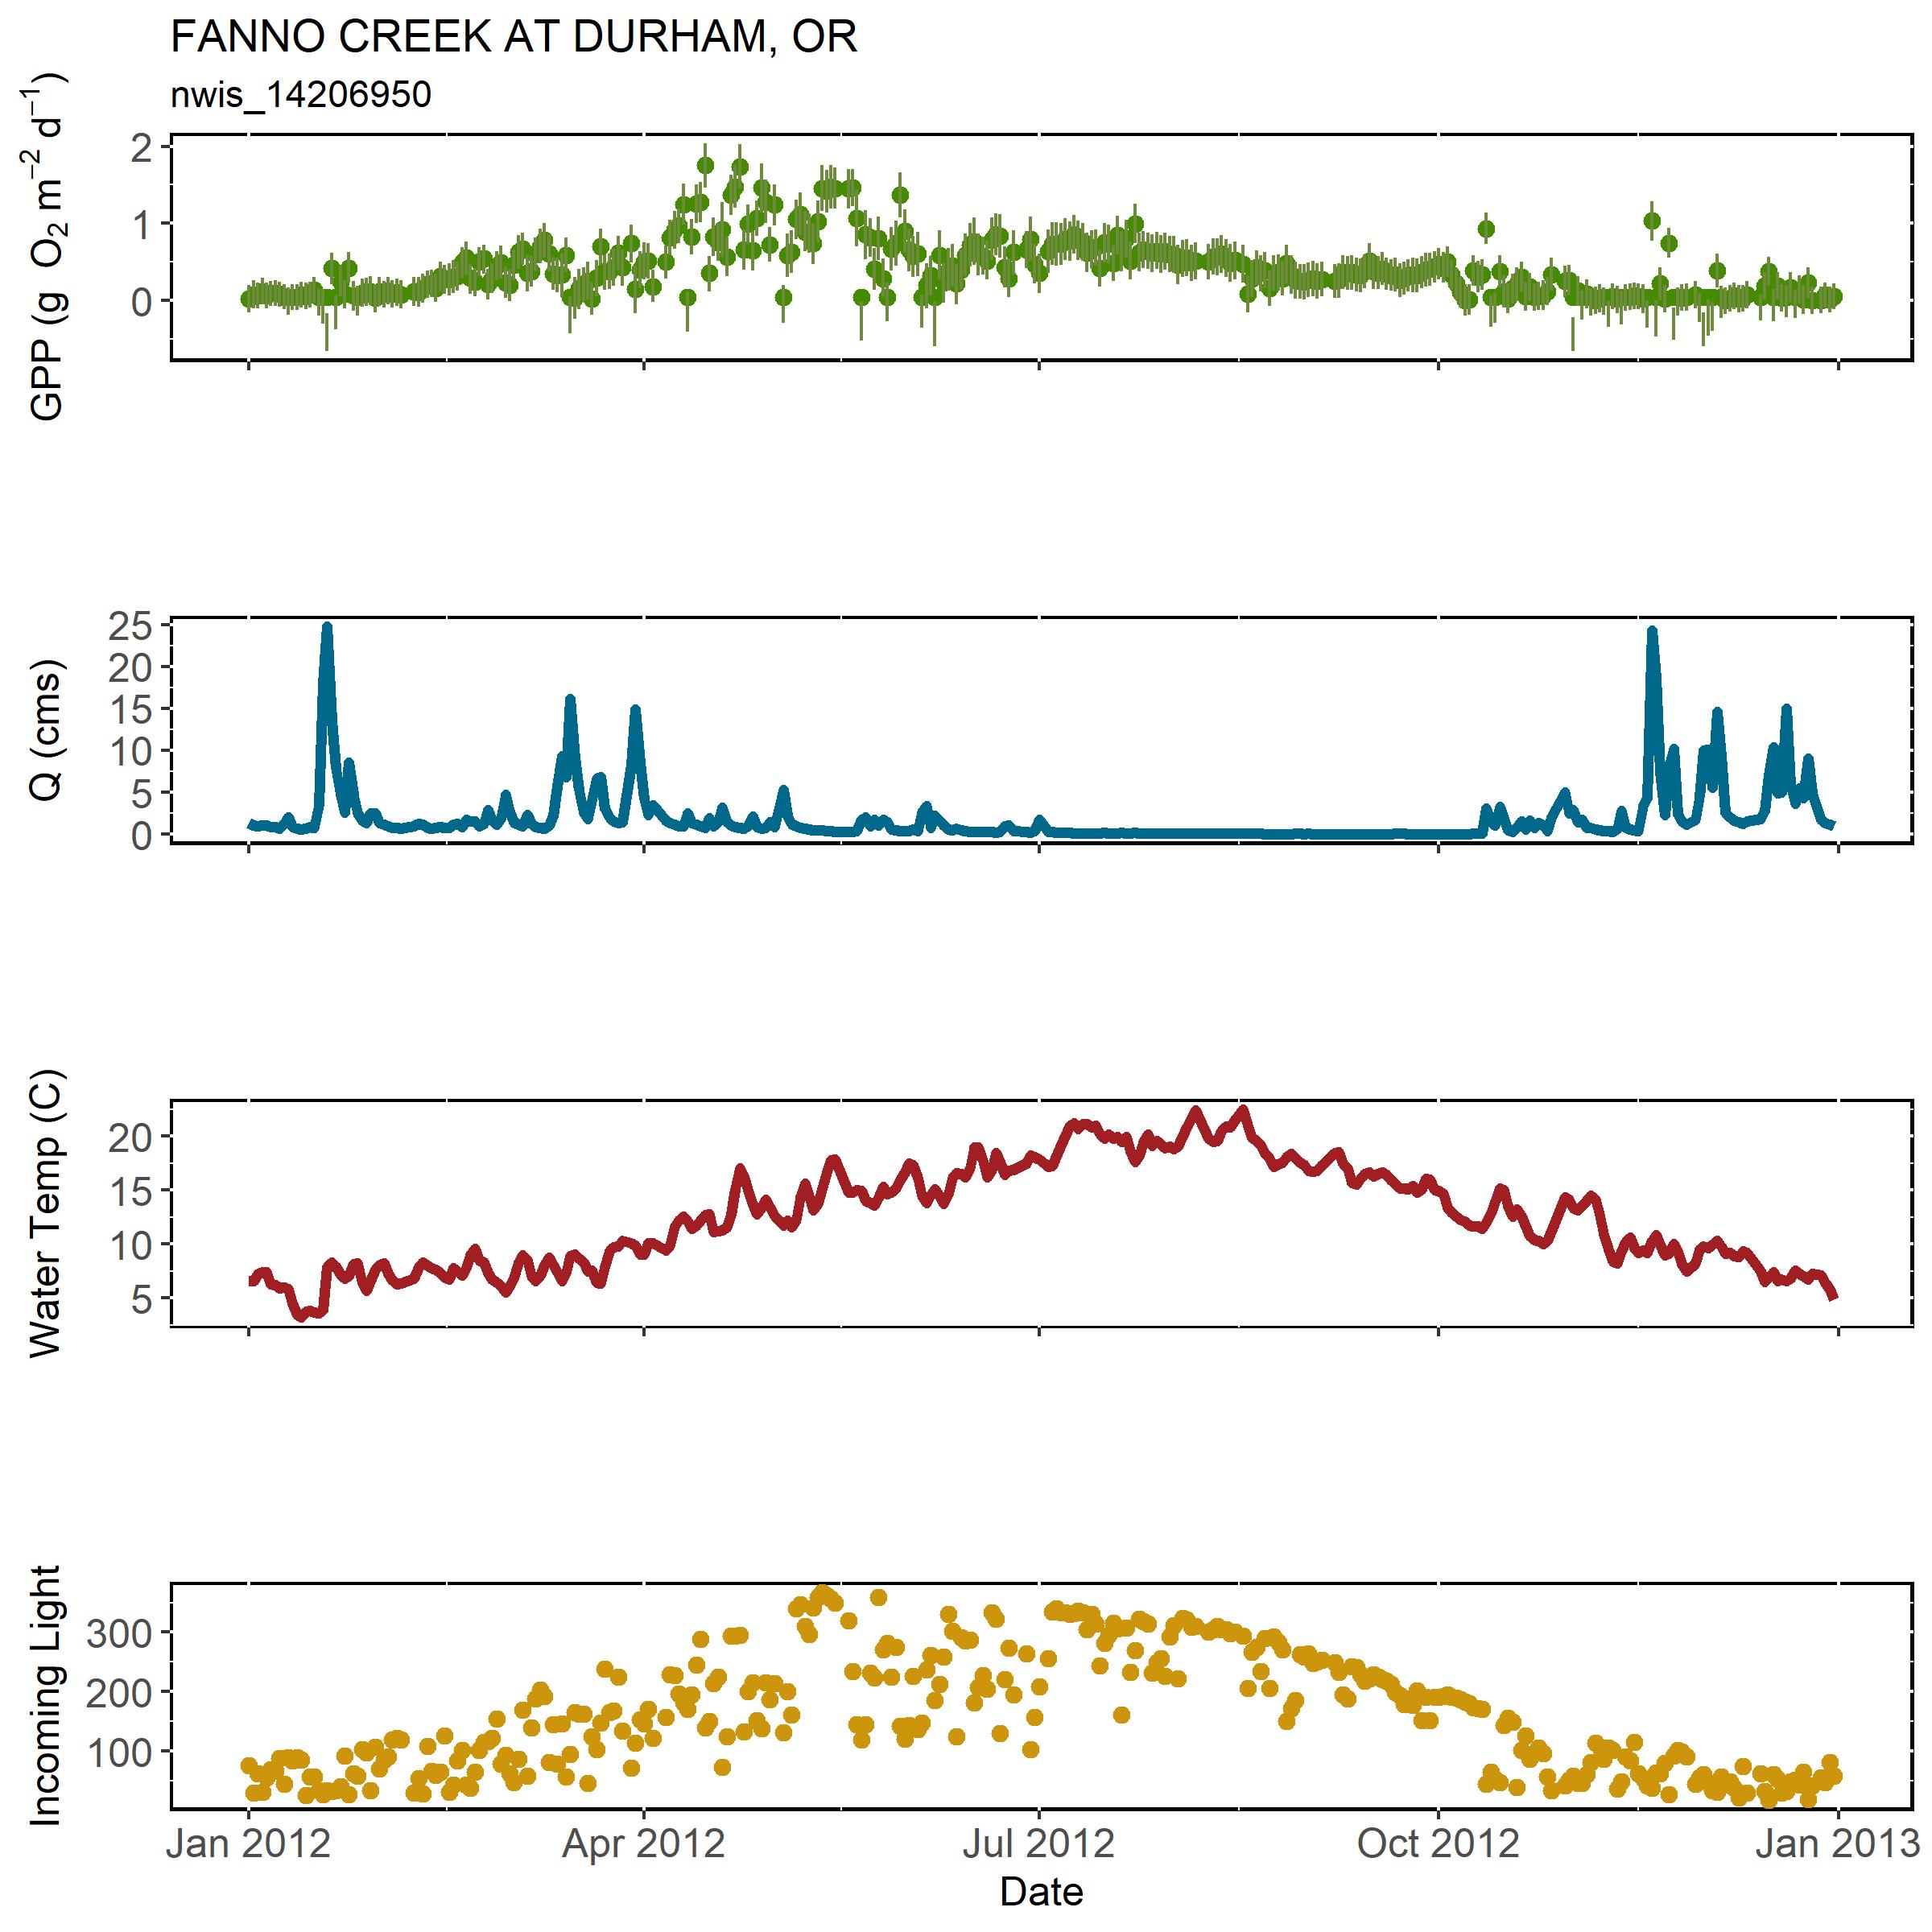 FANNO CREEK AT DURHAM, OR
nwis_14206950
GPP (g O₂ m⁻² d⁻¹)
2
1
0
Q (cms)
25
20
15
10
5
0
Water Temp (C)
20
15
10
5
Incoming Light
300
200
100
Jan 2012 Apr 2012 Jul 2012 Oct 2012 Jan 2013
Date